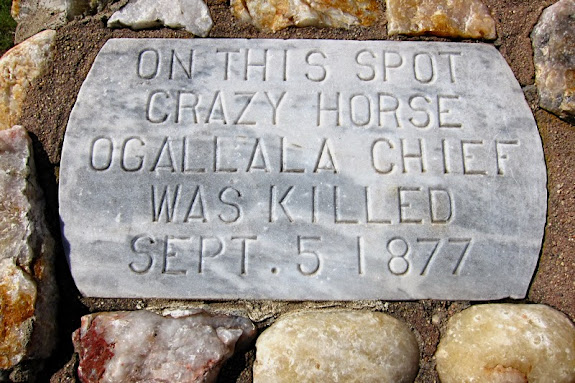 ON THIS SPOT
CRAZY HORSE
OGALLALA CHIEF
WAS KILLED
SEPT. 5 1877